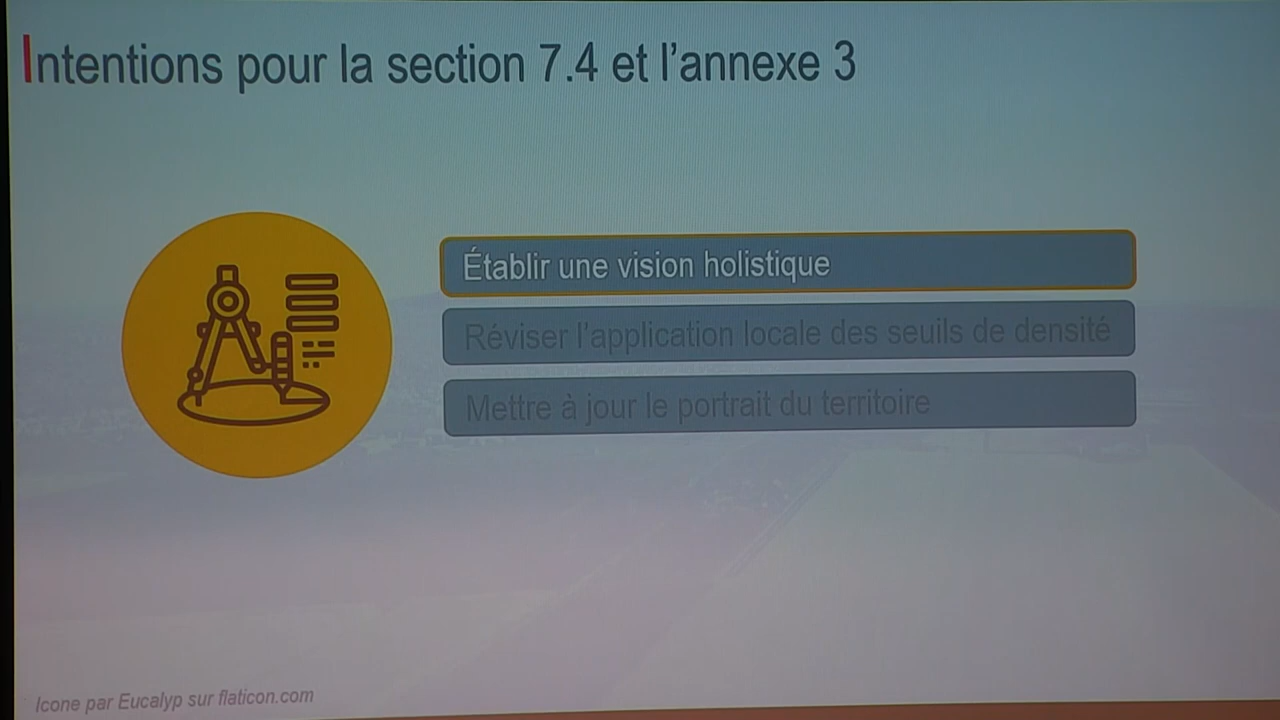 Intentions pour la section 7.4 et l'annexe 3
Établir une vision holistique
Réviser l'application locale des seuils de densité
Mettre à jour le portrait du territoire
Icone par Eucalyp sur flaticon.com